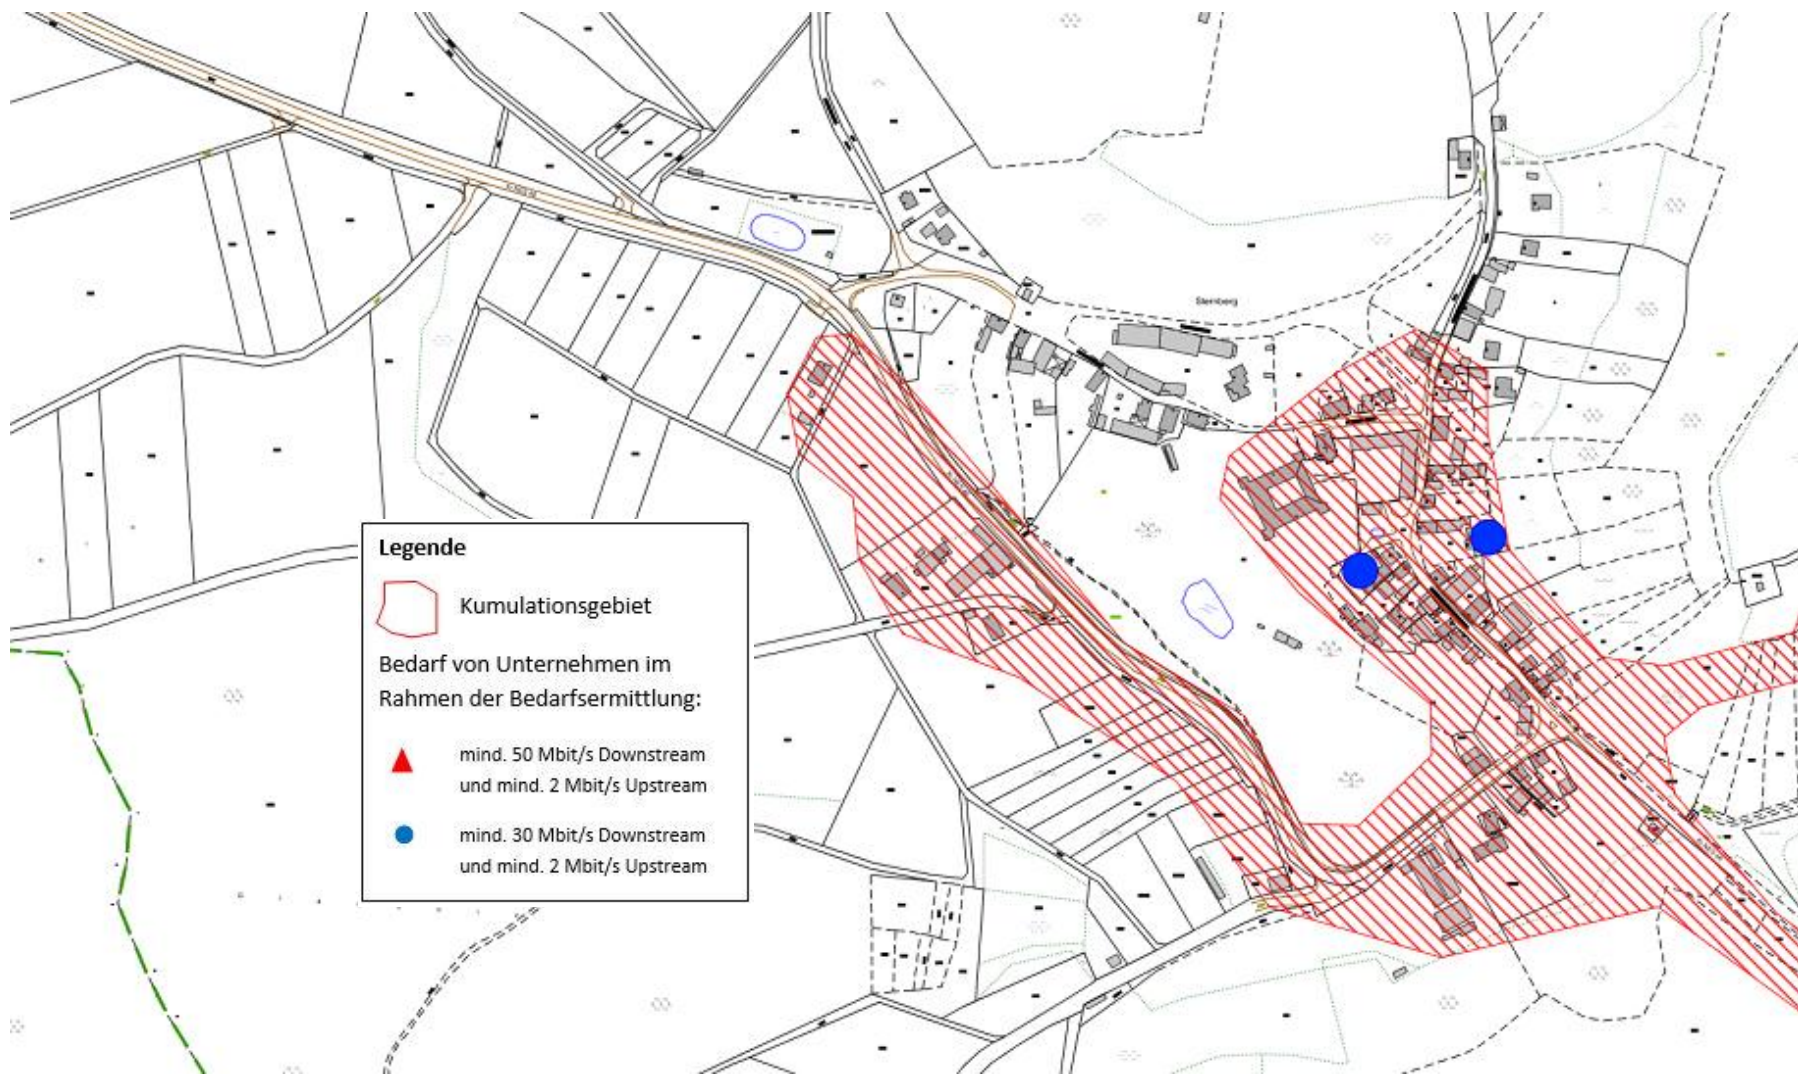 Sternberg
Legende
Kumulationsgebiet
Bedarf von Unternehmen im
Rahmen der Bedarfsermittlung:
mind. 50 Mbit/s Downstream
und mind. 2 Mbit/s Upstream
mind. 30 Mbit/s Downstream
und mind. 2 Mbit/s Upstream